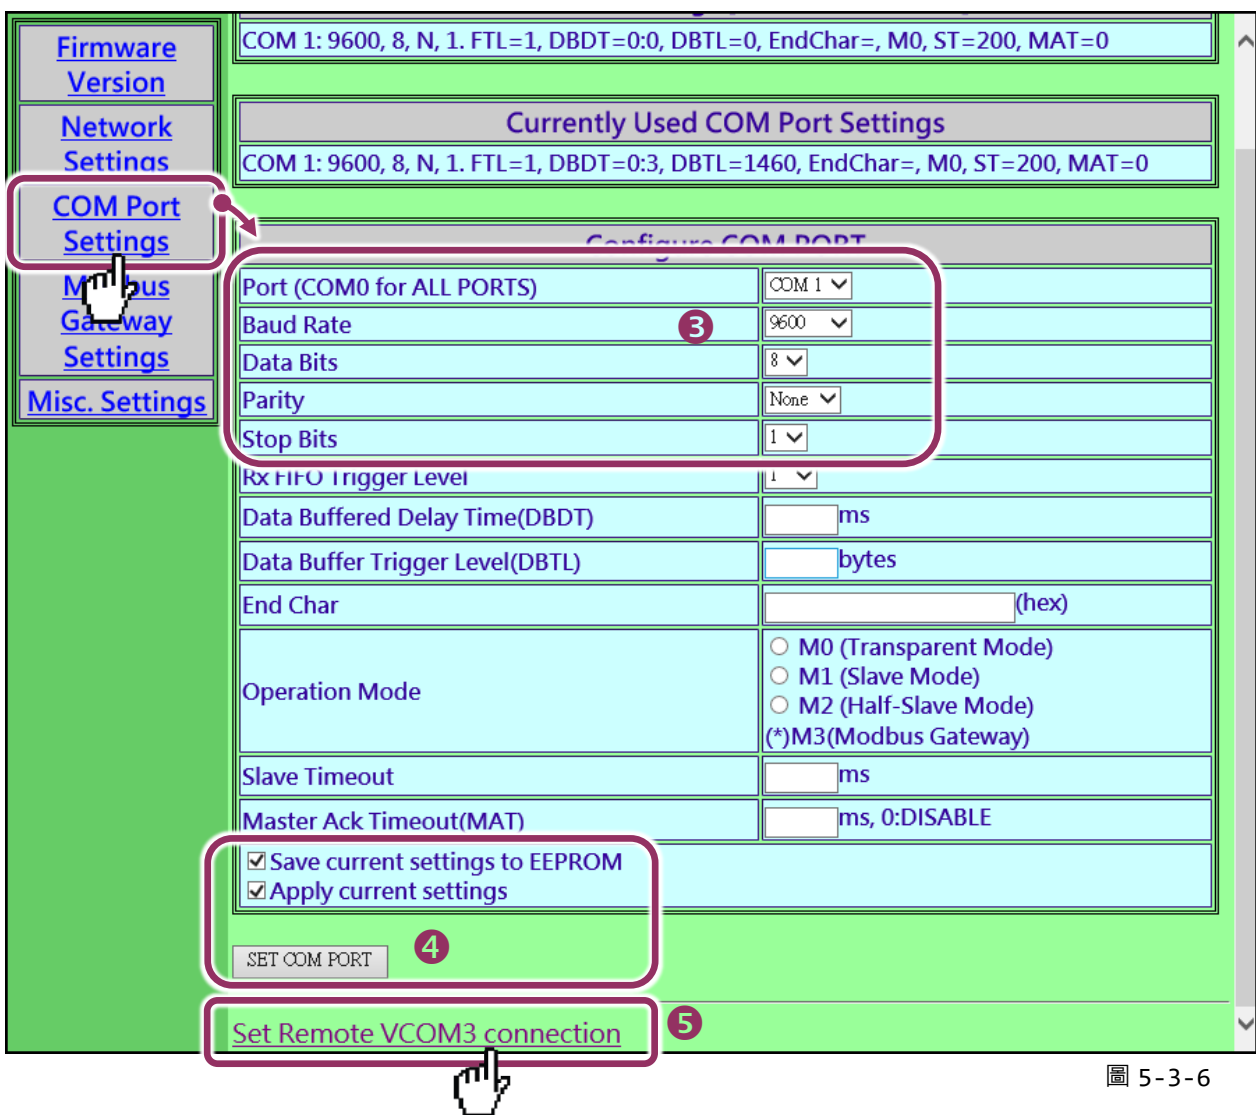 Firmware
Version
Network
Settings
COM Port
Settings
Gateway
Settings
Misc. Settings
COM 1: 9600, 8, N, 1. FTL=1, DBDT=0:0, DBTL=0, EndChar=, M0, ST=200, MAT=0
Currently Used COM Port Settings
COM 1: 9600, 8, N, 1. FTL=1, DBDT=0:3, DBTL=1460, EndChar=, M0, ST=200, MAT=0
Configure COM PORT
Port (COM0 for ALL PORTS) COM 1
Baud Rate ❸ 9600
Data Bits 8
Parity None
Stop Bits 1
Rx FIFO Trigger Level 1
Data Buffered Delay Time(DBDT) ms
Data Buffer Trigger Level(DBTL) bytes
End Char (hex)
Operation Mode
M0 (Transparent Mode)
M1 (Slave Mode)
M2 (Half-Slave Mode)
(*)M3(Modbus Gateway)
Slave Timeout ms
Master Ack Timeout(MAT) ms, 0:DISABLE
Save current settings to EEPROM
Apply current settings
SET COM PORT ❹
Set Remote VCOM3 connection ❺
圖 5-3-6